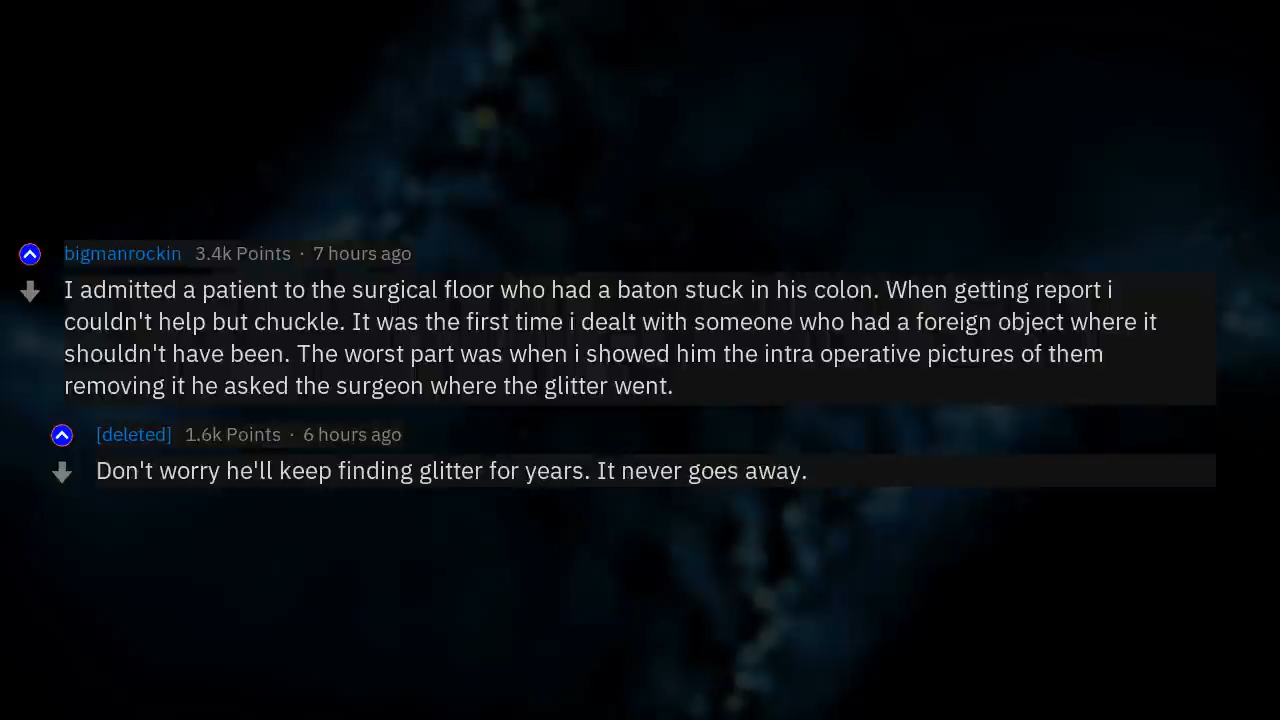 bigmanrockin 3.4k Points · 7 hours ago
I admitted a patient to the surgical floor who had a baton stuck in his colon. When getting report i
couldn't help but chuckle. It was the first time i dealt with someone who had a foreign object where it
shouldn't have been. The worst part was when i showed him the intra operative pictures of them
removing it he asked the surgeon where the glitter went.
[deleted] 1.6k Points · 6 hours ago
Don't worry he'll keep finding glitter for years. It never goes away.